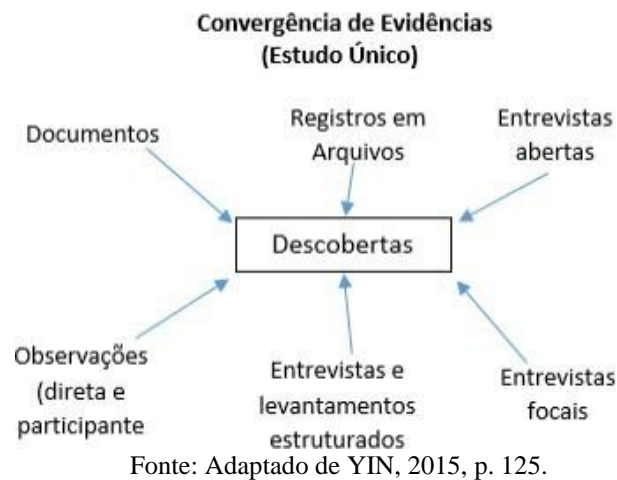 Convergência de Evidências
(Estudo Único)
Documentos
Registros em
Arquivos
Entrevistas
abertas
Descobertas
Observações
(direta e
participante
Entrevistas e
levantamentos
estruturados
Entrevistas
focais
Fonte: Adaptado de YIN, 2015, p. 125.